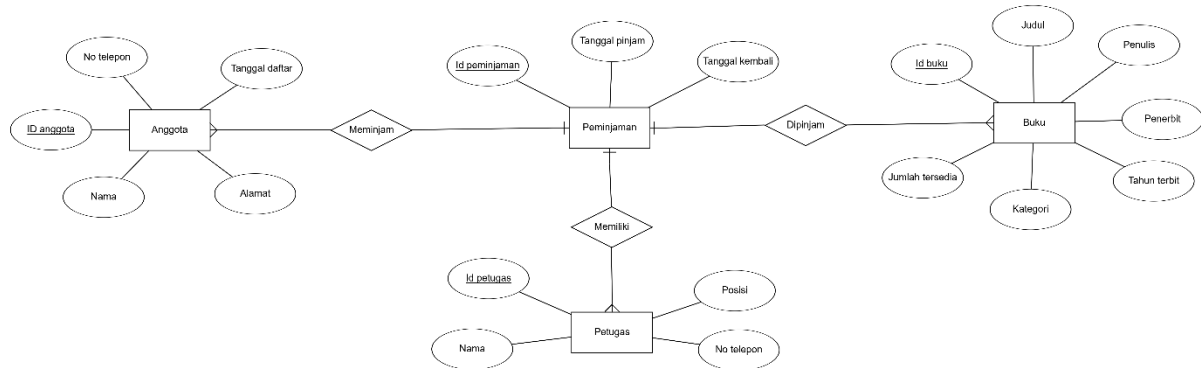 No telepon
Tanggal daftar
ID anggota
Anggota
Nama
Alamat
Meminjam
Id peminjaman
Tanggal pinjam
Tanggal kembali
Peminjaman
Dipinjam
Judul
Id buku
Penulis
Buku
Penerbit
Jumlah tersedia
Tahun terbit
Kategori
Memiliki
Id petugas
Posisi
Petugas
Nama
No telepon